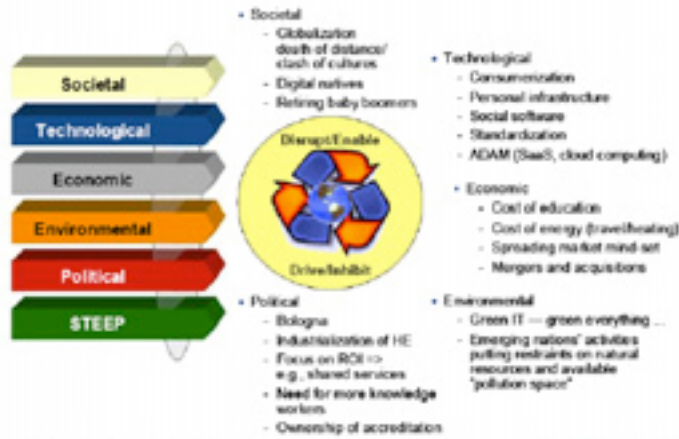 Societal
Technological
Economic
Environmental
Political
STEEP
• Societal
- Globalization
death of distance/
clash of cultures
- Digital natives
- Retiring baby boomers
Disrupt/Enable
Drive/Inhibit
• Technological
- Consumerization
- Personal infrastructure
- Social software
- Standardization
- ADAM (SaaS, cloud computing)
• Economic
- Cost of education
- Cost of energy (travel/heating)
- Spreading market mind-set
- Mergers and acquisitions
• Political
- Bologna
- Industrialization of HE
- Focus on ROI =>
e.g., shared services
- Need for more knowledge
workers
- Ownership of accreditation
• Environmental
- Green IT — green everything ...
- Emerging nations' activities
putting restraints on natural
resources and available
"pollution space"